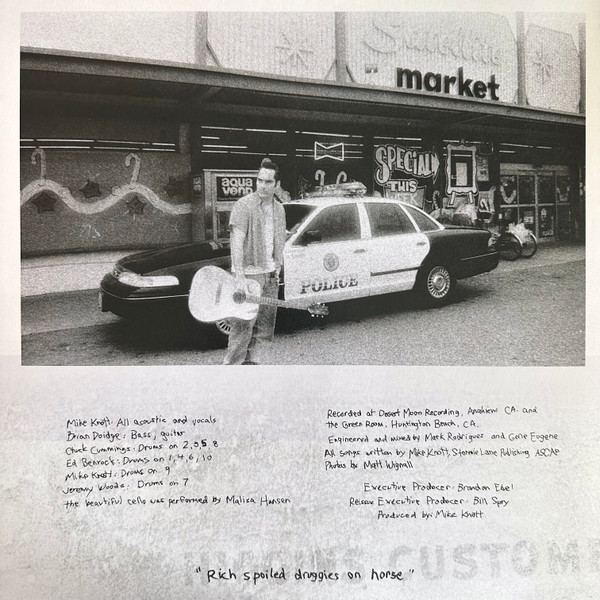 market
SPECIAL
THIS
aqua
vend
POLICE
Mike Knott: All acoustic and vocals
Brian Doidge: Bass, guitar
Chuck Cummings: Drums on 2, 3, 5, 8
Ed Benrock: Drums on 1, 4, 6, 10
Mike Knott: Drums on 9
Jeremy Woods: Drums on 7
the beautiful cello was performed By Malisa Hansen
Recorded at Desert Moon Recording, Anaheim CA. and
the Green Room, Huntington Beach, CA.
Engineered and mixed by Mark Rodriguez and Gene Eugene
All Songs written by Mike Knott, Stormie Lane Publishing ASCAP
Photos by Matt Wignall
Executive Producer: Brandon Ebel
Reissue Executive Producer: Bill Spry
Produced by: Mike Knott
CUSTOME
"Rich spoiled druggies on horse"